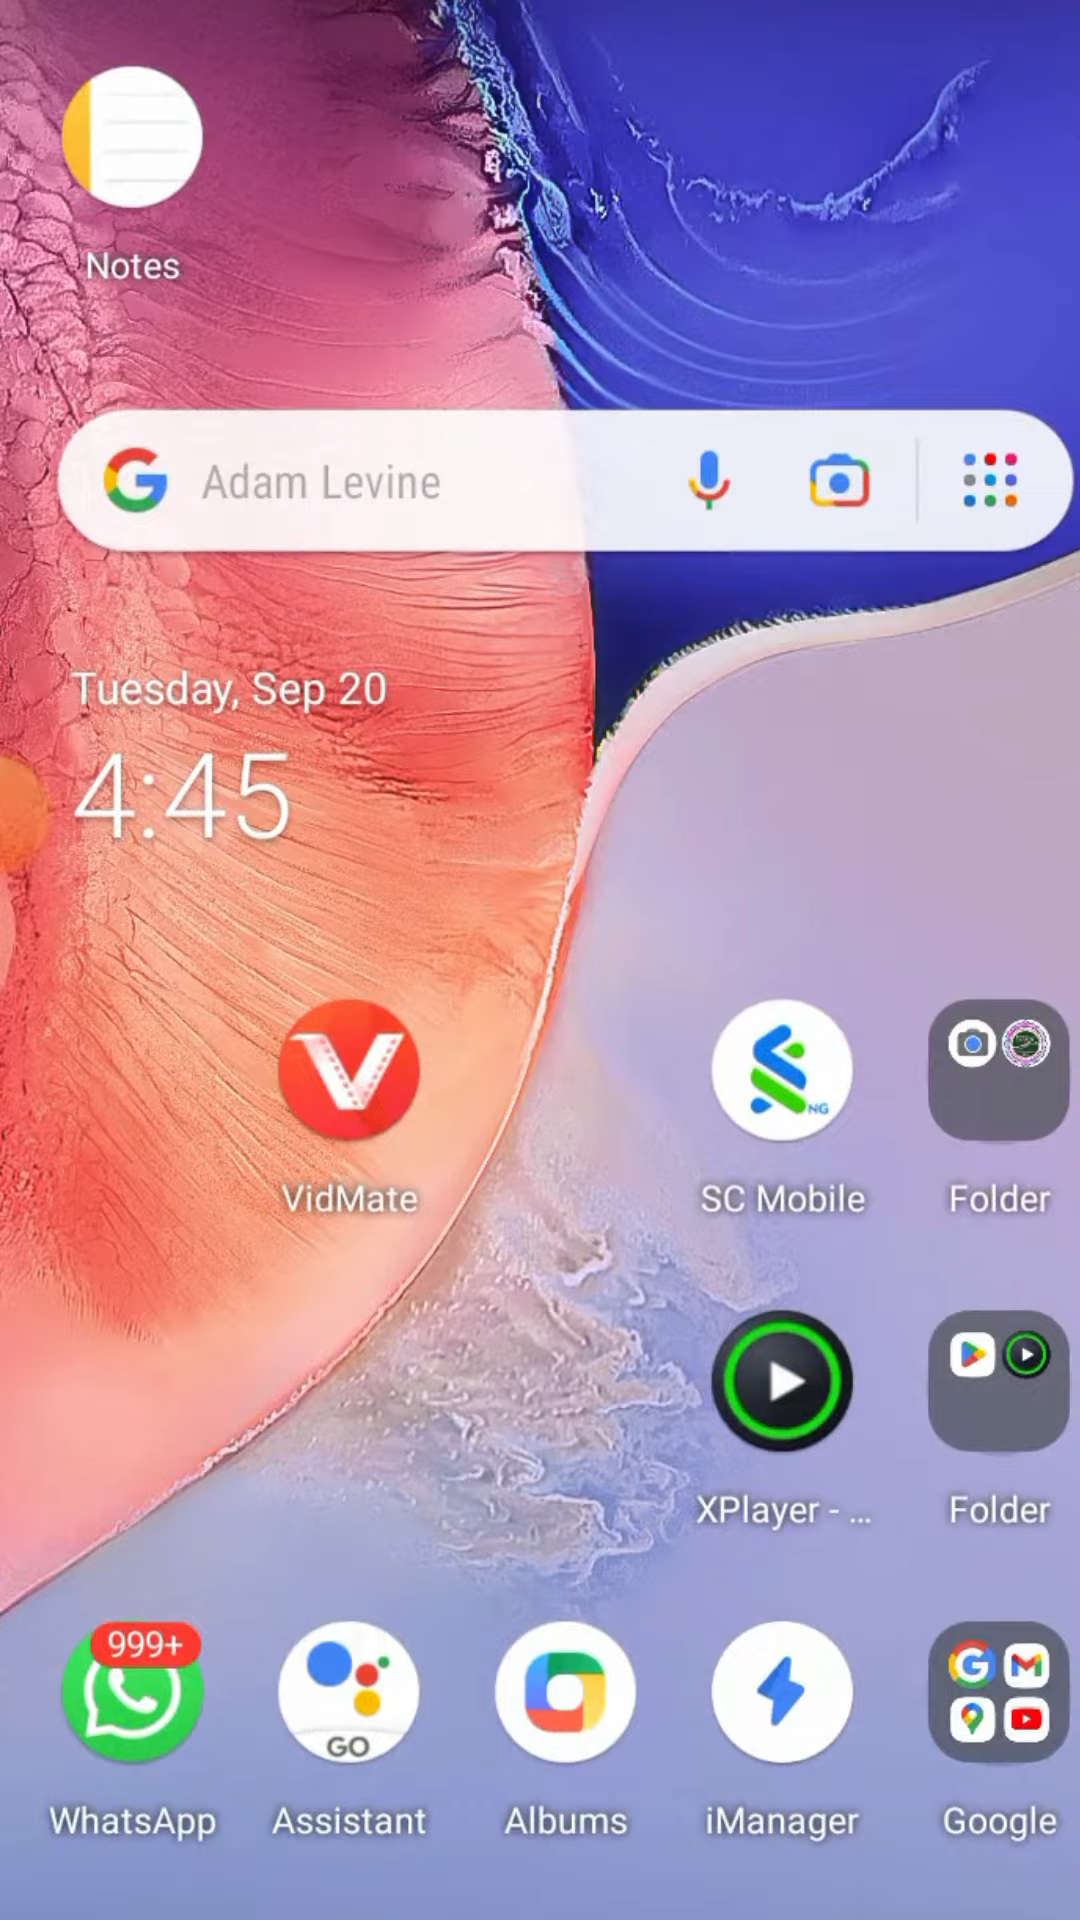 Notes
Adam Levine
Tuesday, Sep 20
4:45
NG
VidMate
SC Mobile
Folder
XPlayer - ...
Folder
999+
GO
WhatsApp
Assistant
Albums
iManager
Google